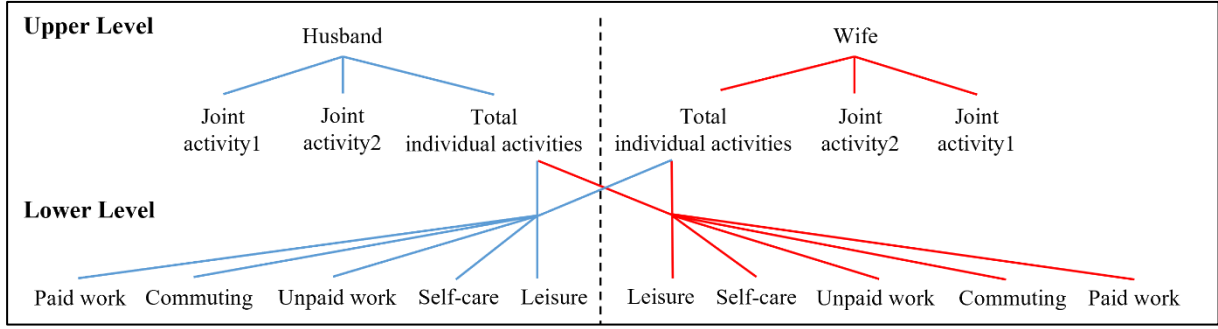 Upper Level
Husband
Wife
Joint
activity1
Joint
activity2
Total
individual activities
Total
individual activities
Joint
activity2
Joint
activity1
Lower Level
Paid work
Commuting
Unpaid work
Self-care
Leisure
Leisure
Self-care
Unpaid work
Commuting
Paid work